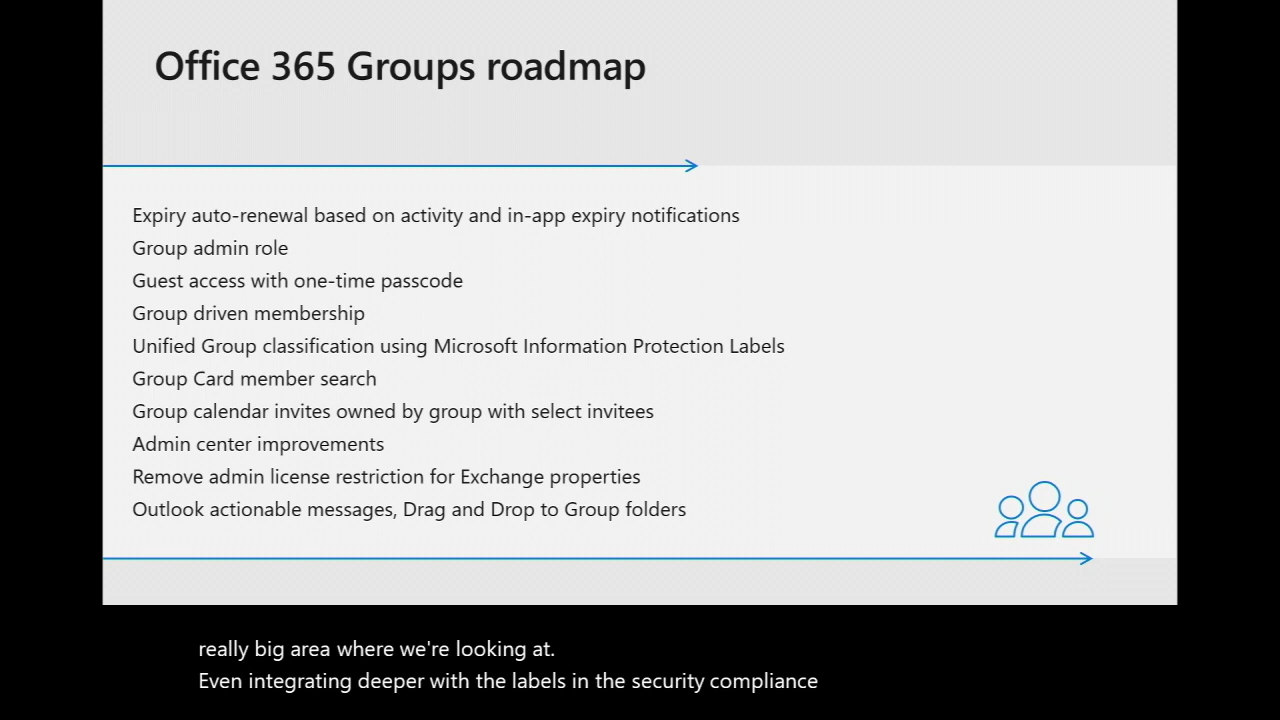 Office 365 Groups roadmap
Expiry auto-renewal based on activity and in-app expiry notifications
Group admin role
Guest access with one-time passcode
Group driven membership
Unified Group classification using Microsoft Information Protection Labels
Group Card member search
Group calendar invites owned by group with select invitees
Admin center improvements
Remove admin license restriction for Exchange properties
Outlook actionable messages, Drag and Drop to Group folders
really big area where we're looking at.
Even integrating deeper with the labels in the security compliance